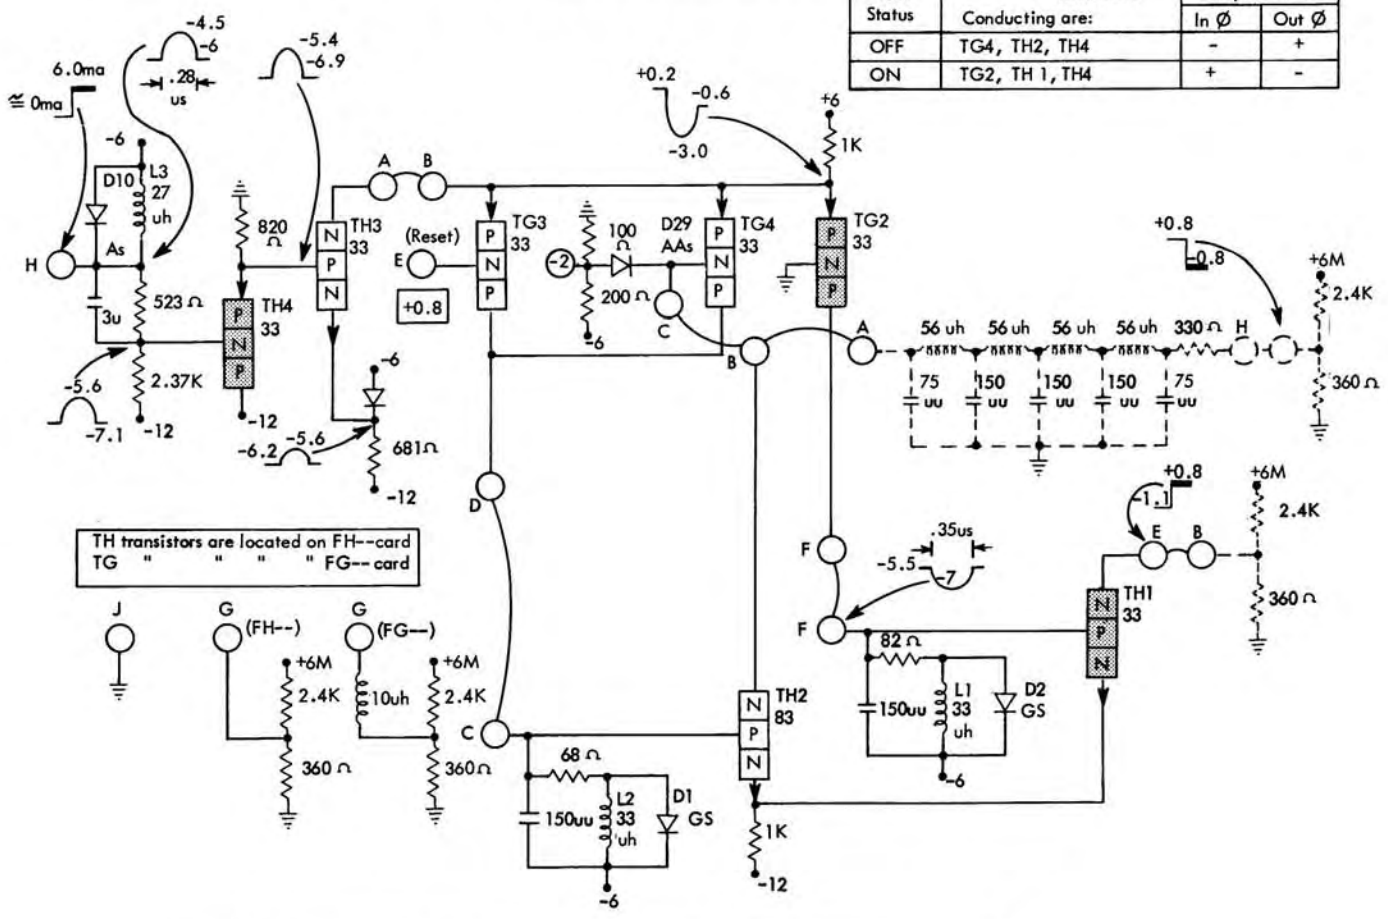 Status
Conducting are:
In Ø
Out Ø
OFF
TG4, TH2, TH4
-
+
ON
TG2, TH 1, TH4
+
-
-4.5
-6
.28
us
-5.4
-6.9
6.0ma
≅ 0ma
-6
D10
L3
27
uh
H
As
523 Ω
3u
-5.6
-7.1
2.37K
-12
820
Ω
TH4
33
P
N
P
-12
A
B
TH3
33
N
P
N
-6
-5.6
-6.2
681Ω
-12
(Reset)
E
+0.8
TG3
33
P
N
P
-2
100
Ω
200 Ω
-6
D29
AAs
C
TG4
33
P
N
P
+0.2
-0.6
-3.0
+6
1K
TG2
33
P
N
P
B
A
56 uh
56 uh
56 uh
56 uh
330Ω
H
75
uu
150
uu
150
uu
150
uu
75
uu
+0.8
-0.8
+6M
2.4K
360 Ω
D
TH transistors are located on FH--card
TG " " " " FG-- card
J
G
(FH--)
+6M
2.4K
360 Ω
G
(FG--)
10uh
+6M
2.4K
360Ω
C
68 Ω
150uu
L2
33
uh
D1
GS
-6
TH2
83
N
P
N
1K
-12
F
F
.35us
-5.5
-7
82 Ω
150uu
L1
33
uh
D2
GS
-6
+0.8
-1.1
E
B
+6M
2.4K
360 Ω
TH1
33
N
P
N